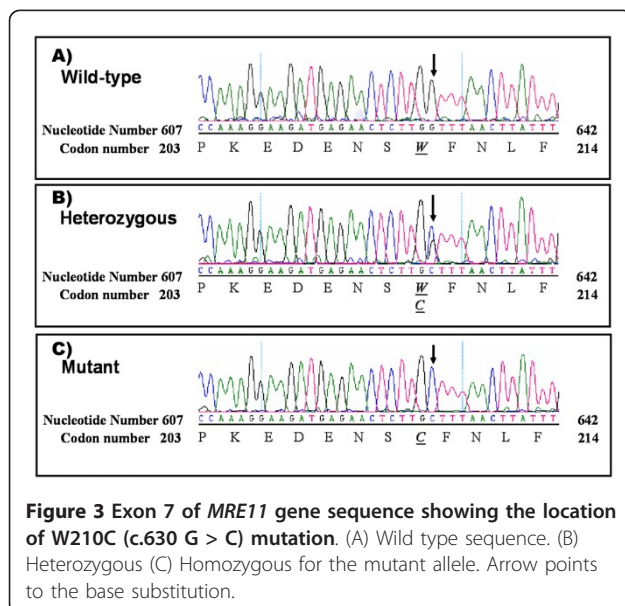 A)
Wild-type
Nucleotide Number 607 CCAAAGGAAGATGAGAACTCTTGGTTTAACTTATTT 642
Codon number 203 P K E D E N S W F N L F 214
B)
Heterozygous
Nucleotide Number 607 CCAAAGGAAGATGAGAACTCTTGCTTTAACTTATTT 642
Codon number 203 P K E D E N S W F N L F 214
C
C)
Mutant
Nucleotide Number 607 CCAAAGGAAGATGAGAACTCTTGCTTTAACTTATTT 642
Codon number 203 P K E D E N S C F N L F 214
Figure 3 Exon 7 of MRE11 gene sequence showing the location
of W210C (c.630 G > C) mutation. (A) Wild type sequence. (B)
Heterozygous (C) Homozygous for the mutant allele. Arrow points
to the base substitution.